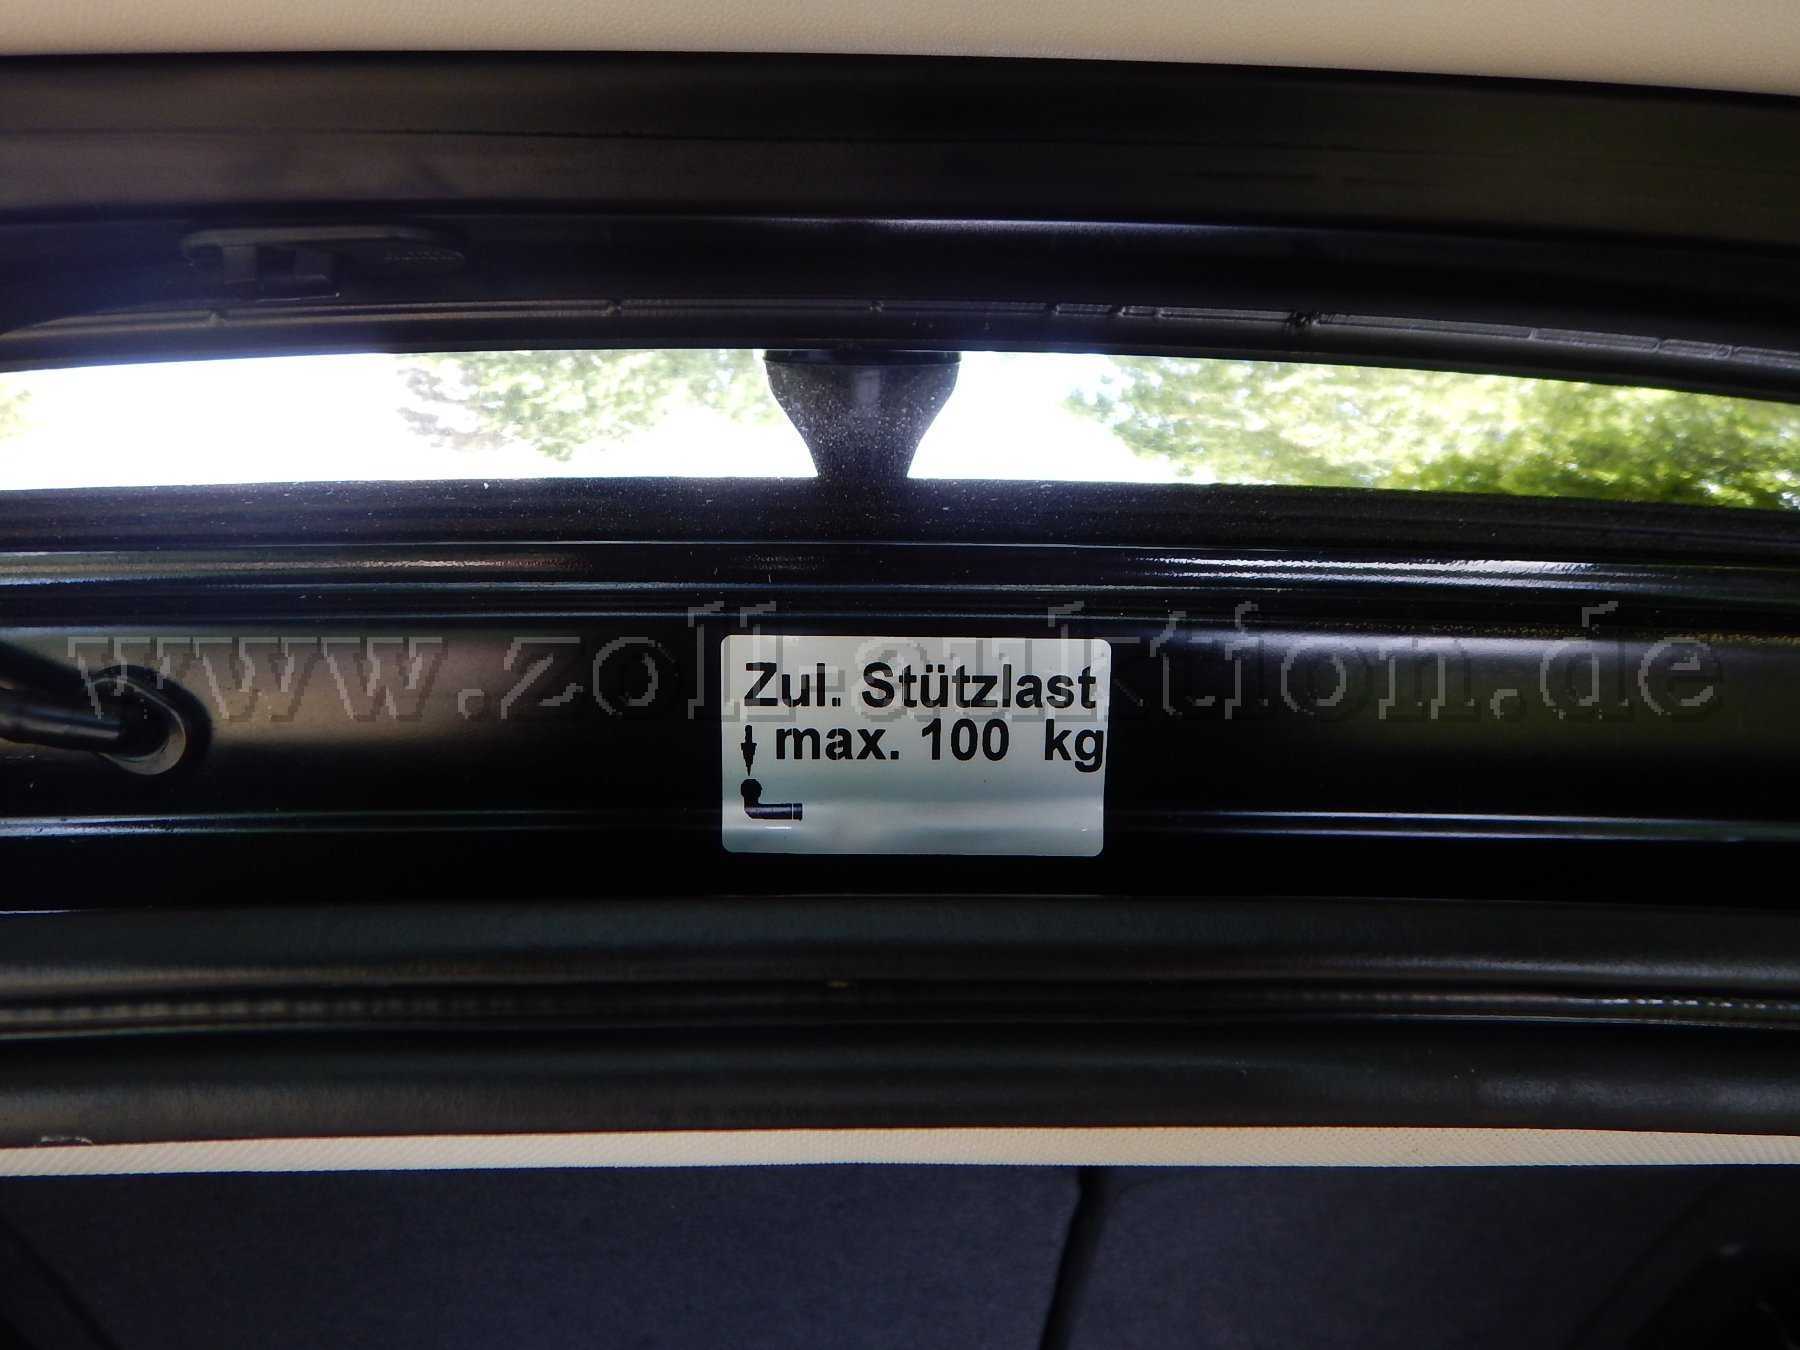 www.zoll-auktion.de
Zul. Stützlast
max. 100 kg